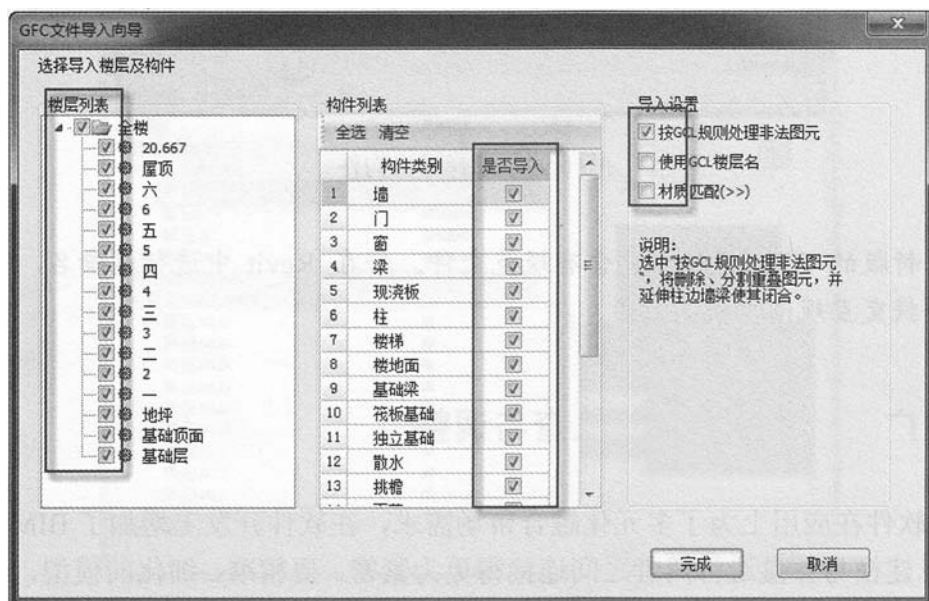 GFC文件导入向导
选择导入楼层及构件
楼层列表
全楼
20.667
屋顶
六
6
五
5
四
4
三
3
二
2
一
地坪
基础顶面
基础层
构件列表
全选 清空
构件类别 是否导入
1 墙
2 门
3 窗
4 梁
5 现浇板
6 柱
7 楼梯
8 楼地面
9 基础梁
10 筏板基础
11 独立基础
12 散水
13 挑檐
导入设置
按GCL规则处理非法图元
使用GCL楼层名
材质匹配(>>)
说明:
选中"按GCL规则处理非法图元
",将删除、分割重叠图元,并
延伸柱边墙梁使其闭合。
完成 取消